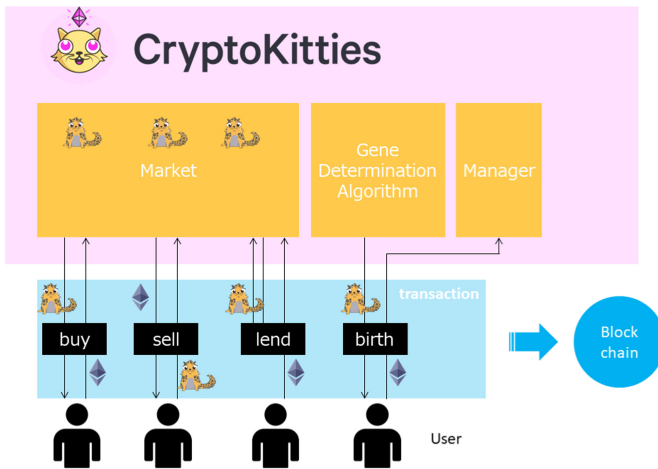 CryptoKitties
Market
Gene
Determination
Algorithm
Manager
transaction
buy
sell
lend
birth
Block
chain
User